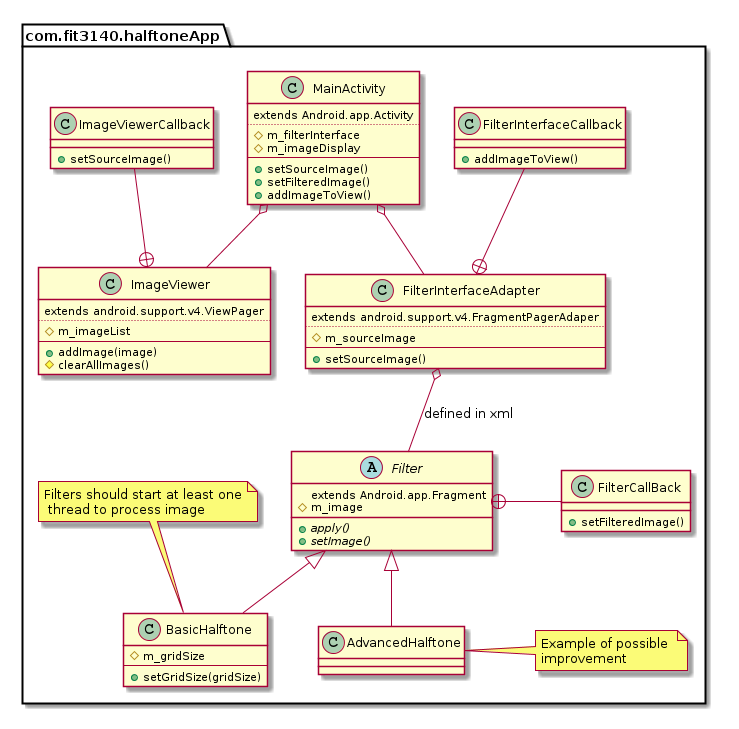 com.fit3140.halftoneApp
C MainActivity
extends Android.app.Activity
m_filterInterface
m_imageDisplay
setSourceImage()
setFilteredImage()
addImageToView()
C ImageViewerCallback
setSourceImage()
C FilterInterfaceCallback
addImageToView()
C ImageViewer
extends android.support.v4.ViewPager
m_imageList
addImage(image)
clearAllImages()
C FilterInterfaceAdapter
extends android.support.v4.FragmentPagerAdaper
m_sourceImage
setSourceImage()
defined in xml
A Filter
extends Android.app.Fragment
m_image
apply()
setImage()
C FilterCallBack
setFilteredImage()
Filters should start at least one
thread to process image
C BasicHalftone
m_gridSize
setGridSize(gridSize)
C AdvancedHalftone
Example of possible
improvement